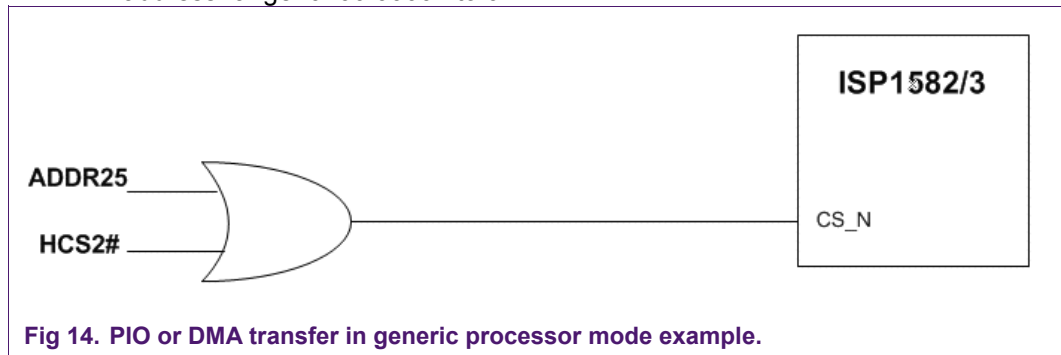 ISP1582/3
ADDR25
HCS2#
CS_N
Fig 14. PIO or DMA transfer in generic processor mode example.